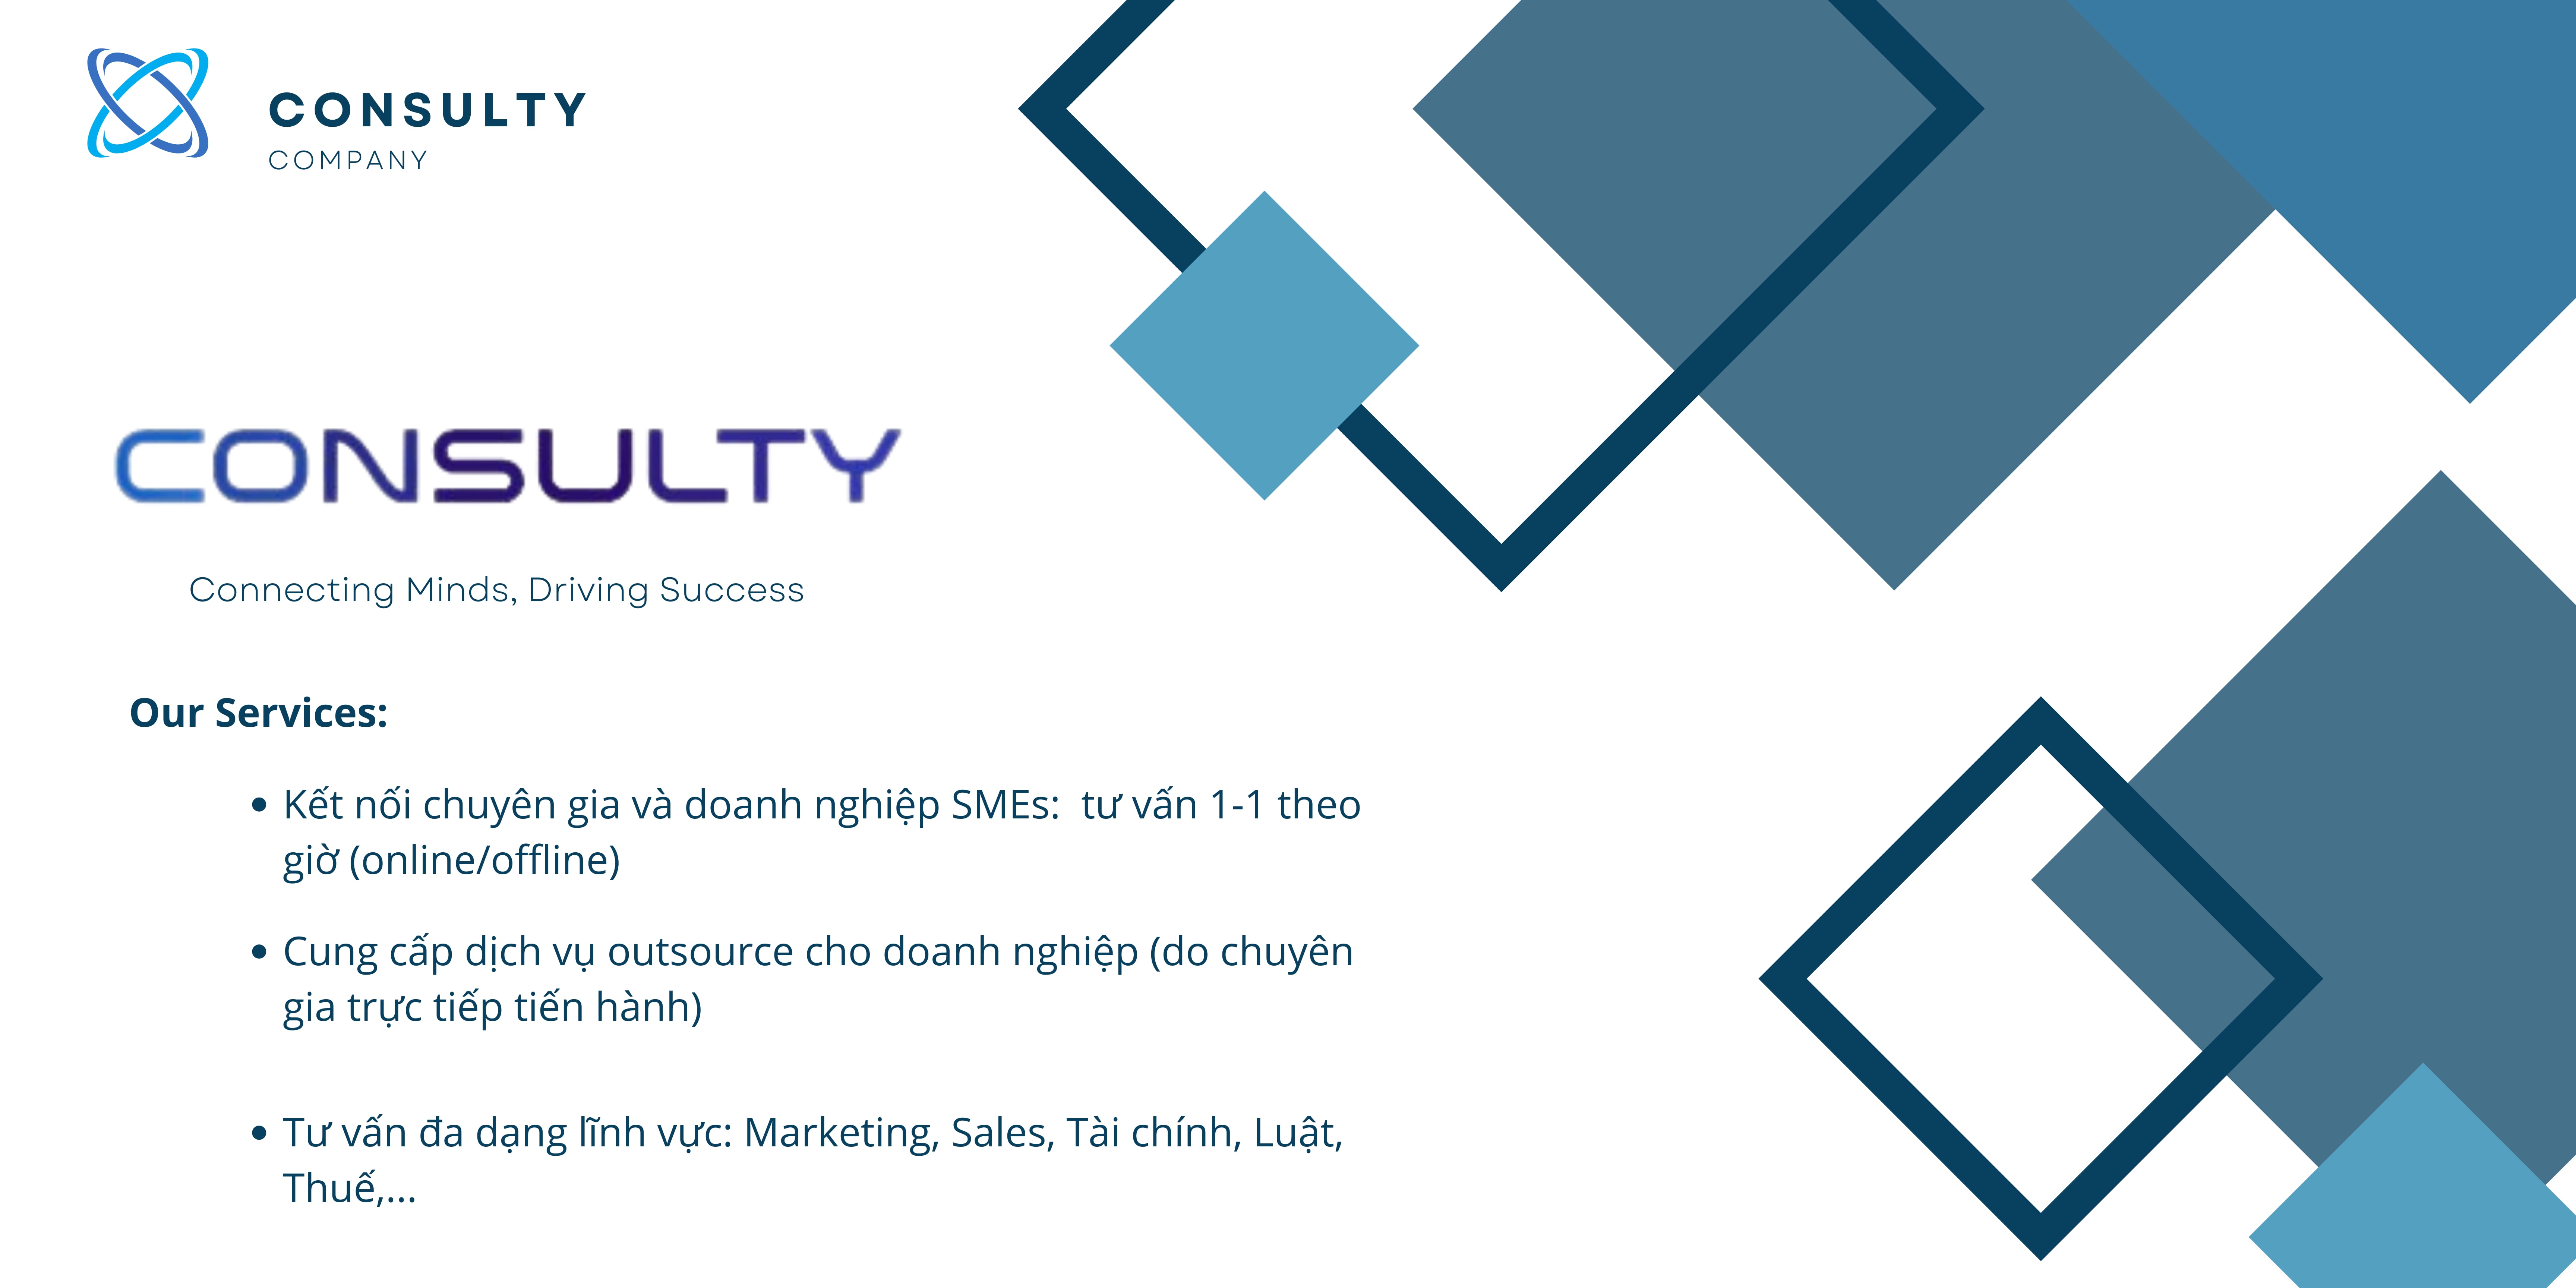 CONSULTY
COMPANY
CONSULTY
Connecting Minds, Driving Success
Our Services:
• Kết nối chuyên gia và doanh nghiệp SMEs:  tư vấn 1-1 theo
giờ (online/offline)
• Cung cấp dịch vụ outsource cho doanh nghiệp (do chuyên
gia trực tiếp tiến hành)
• Tư vấn đa dạng lĩnh vực: Marketing, Sales, Tài chính, Luật,
Thuế,...